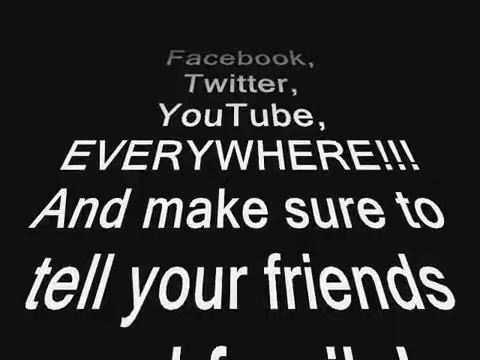 Facebook,
Twitter,
YouTube,
EVERYWHERE!!!
And make sure to
tell your friends